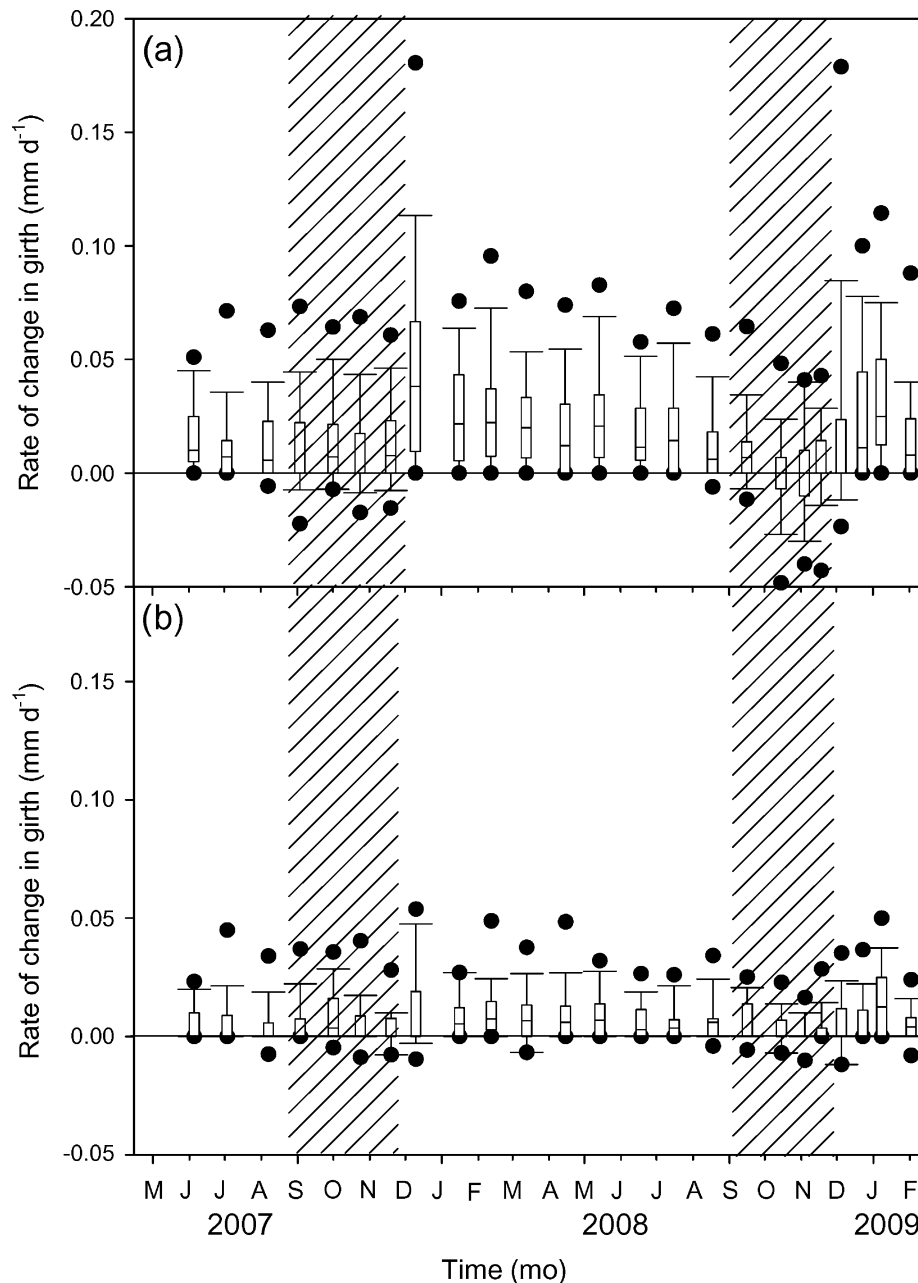 (a)
0.20
0.15
0.10
0.05
0.00
-0.05
Rate of change in girth (mm d⁻¹)
(b)
0.15
0.10
0.05
0.00
-0.05
Rate of change in girth (mm d⁻¹)
M J J A S O N D J F M A M J J A S O N D J F
2007 2008 2009
Time (mo)